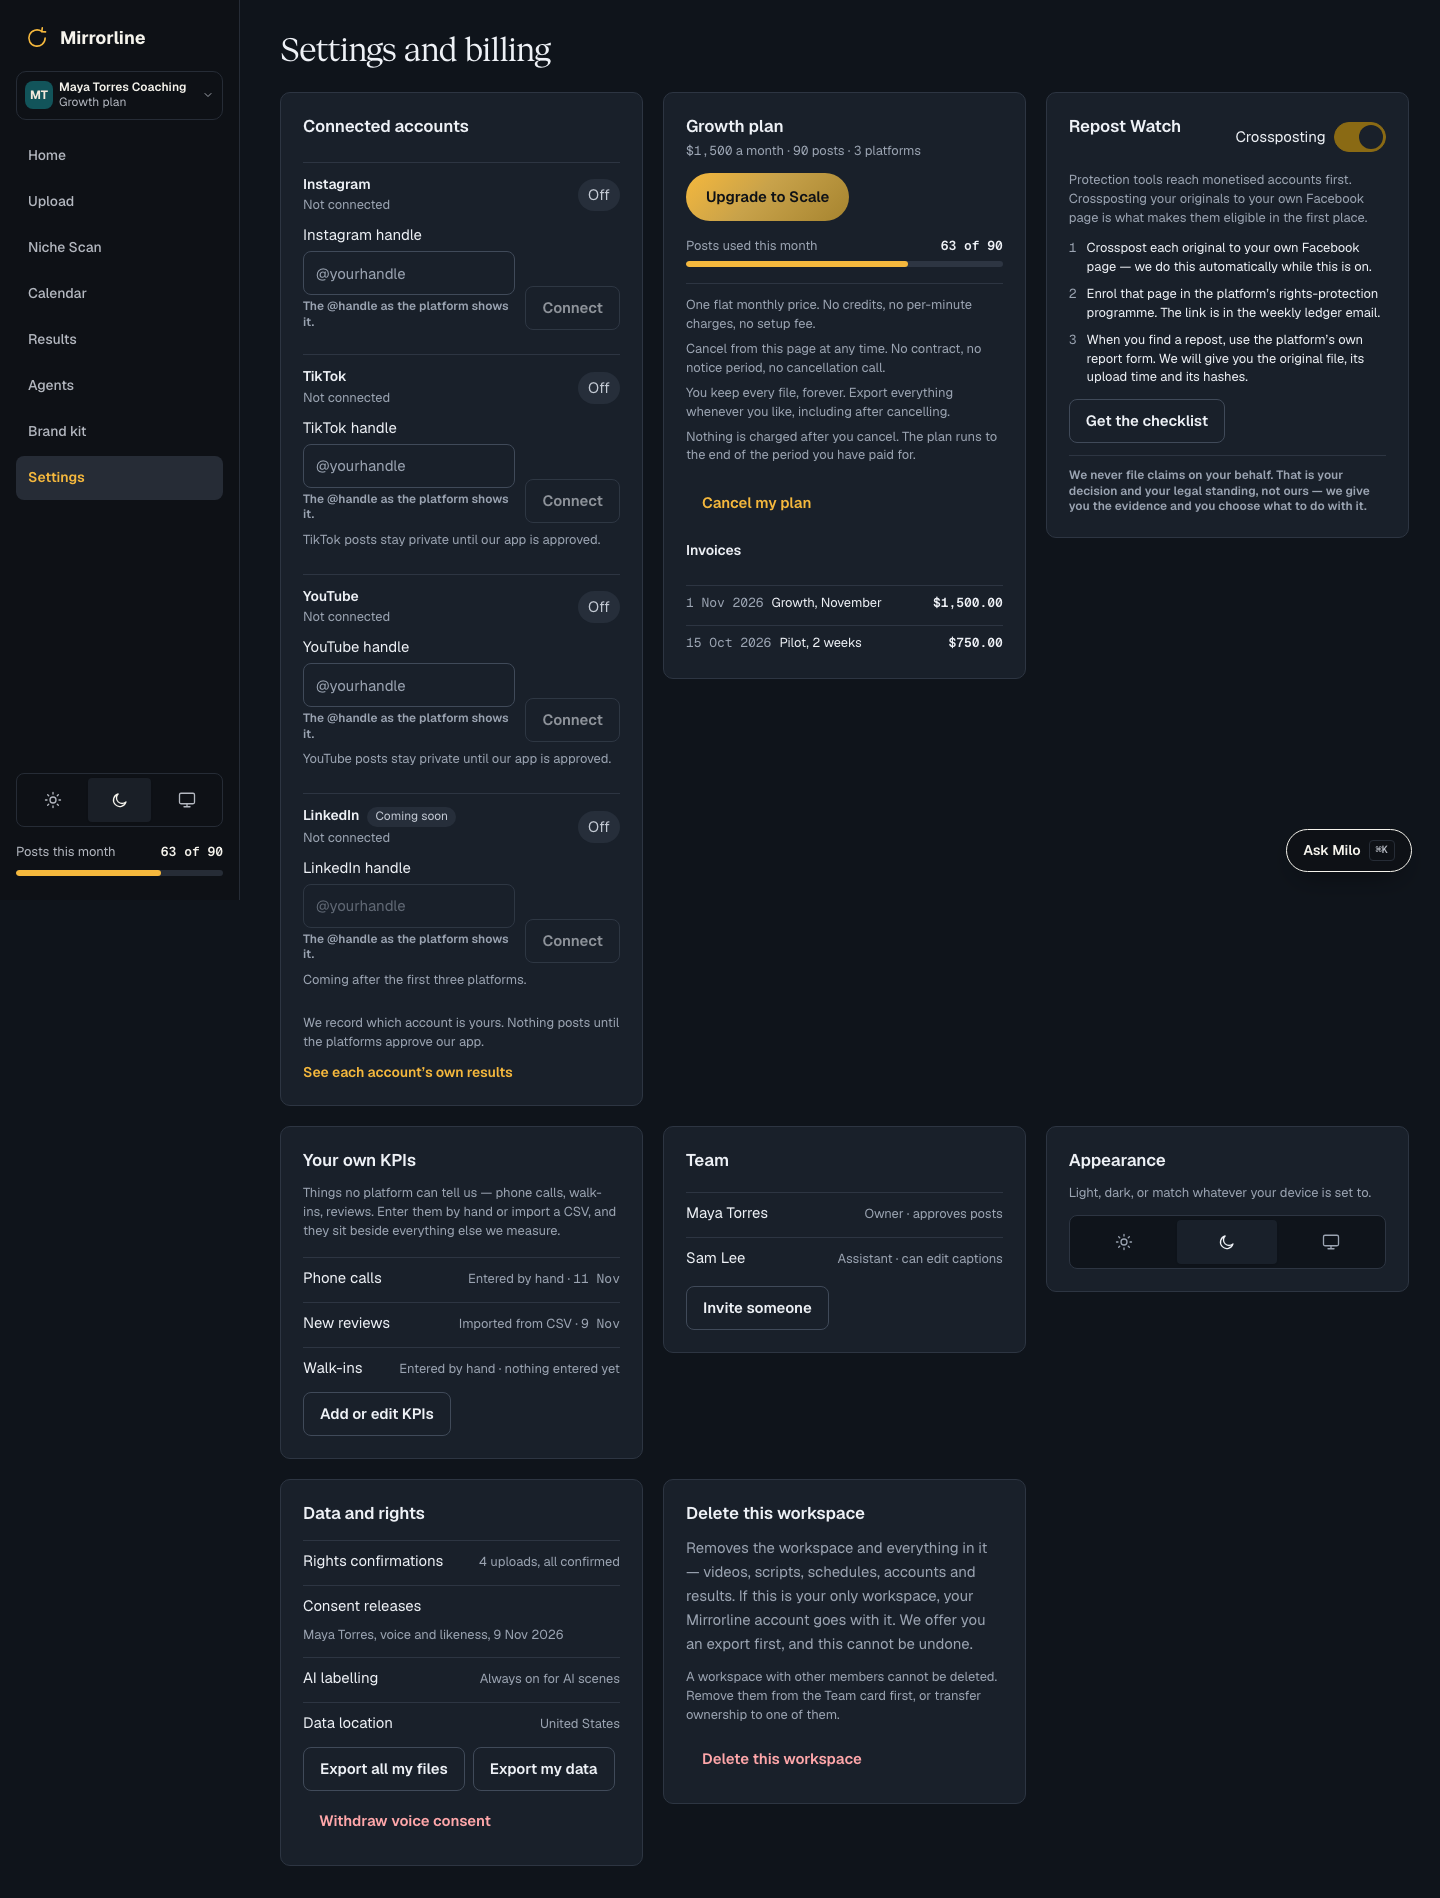 Mirrorline
MT
Maya Torres Coaching
Growth plan
Home
Upload
Niche Scan
Calendar
Results
Agents
Brand kit
Settings
Posts this month
63 of 90
Settings and billing
Connected accounts
Instagram
Not connected
Off
Instagram handle
@yourhandle
The @handle as the platform shows
it.
Connect
TikTok
Not connected
Off
TikTok handle
@yourhandle
The @handle as the platform shows
it.
Connect
TikTok posts stay private until our app is approved.
YouTube
Not connected
Off
YouTube handle
@yourhandle
The @handle as the platform shows
it.
Connect
YouTube posts stay private until our app is approved.
LinkedIn Coming soon
Not connected
Off
LinkedIn handle
@yourhandle
The @handle as the platform shows
it.
Connect
Coming after the first three platforms.
We record which account is yours. Nothing posts until
the platforms approve our app.
See each account's own results
Growth plan
$1,500 a month · 90 posts · 3 platforms
Upgrade to Scale
Posts used this month 63 of 90
One flat monthly price. No credits, no per-minute
charges, no setup fee.
Cancel from this page at any time. No contract, no
notice period, no cancellation call.
You keep every file, forever. Export everything
whenever you like, including after cancelling.
Nothing is charged after you cancel. The plan runs to
the end of the period you have paid for.
Cancel my plan
Invoices
1 Nov 2026 Growth, November $1,500.00
15 Oct 2026 Pilot, 2 weeks $750.00
Repost Watch
Crossposting
Protection tools reach monetised accounts first.
Crossposting your originals to your own Facebook
page is what makes them eligible in the first place.
1 Crosspost each original to your own Facebook
page — we do this automatically while this is on.
2 Enrol that page in the platform's rights-protection
programme. The link is in the weekly ledger email.
3 When you find a repost, use the platform's own
report form. We will give you the original file, its
upload time and its hashes.
Get the checklist
We never file claims on your behalf. That is your
decision and your legal standing, not ours — we give
you the evidence and you choose what to do with it.
Ask Milo ⌘K
Your own KPIs
Things no platform can tell us — phone calls, walk-
ins, reviews. Enter them by hand or import a CSV, and
they sit beside everything else we measure.
Phone calls Entered by hand · 11 Nov
New reviews Imported from CSV · 9 Nov
Walk-ins Entered by hand · nothing entered yet
Add or edit KPIs
Team
Maya Torres Owner · approves posts
Sam Lee Assistant · can edit captions
Invite someone
Appearance
Light, dark, or match whatever your device is set to.
Data and rights
Rights confirmations 4 uploads, all confirmed
Consent releases
Maya Torres, voice and likeness, 9 Nov 2026
AI labelling Always on for AI scenes
Data location United States
Export all my files Export my data
Withdraw voice consent
Delete this workspace
Removes the workspace and everything in it
— videos, scripts, schedules, accounts and
results. If this is your only workspace, your
Mirrorline account goes with it. We offer you
an export first, and this cannot be undone.
A workspace with other members cannot be deleted.
Remove them from the Team card first, or transfer
ownership to one of them.
Delete this workspace